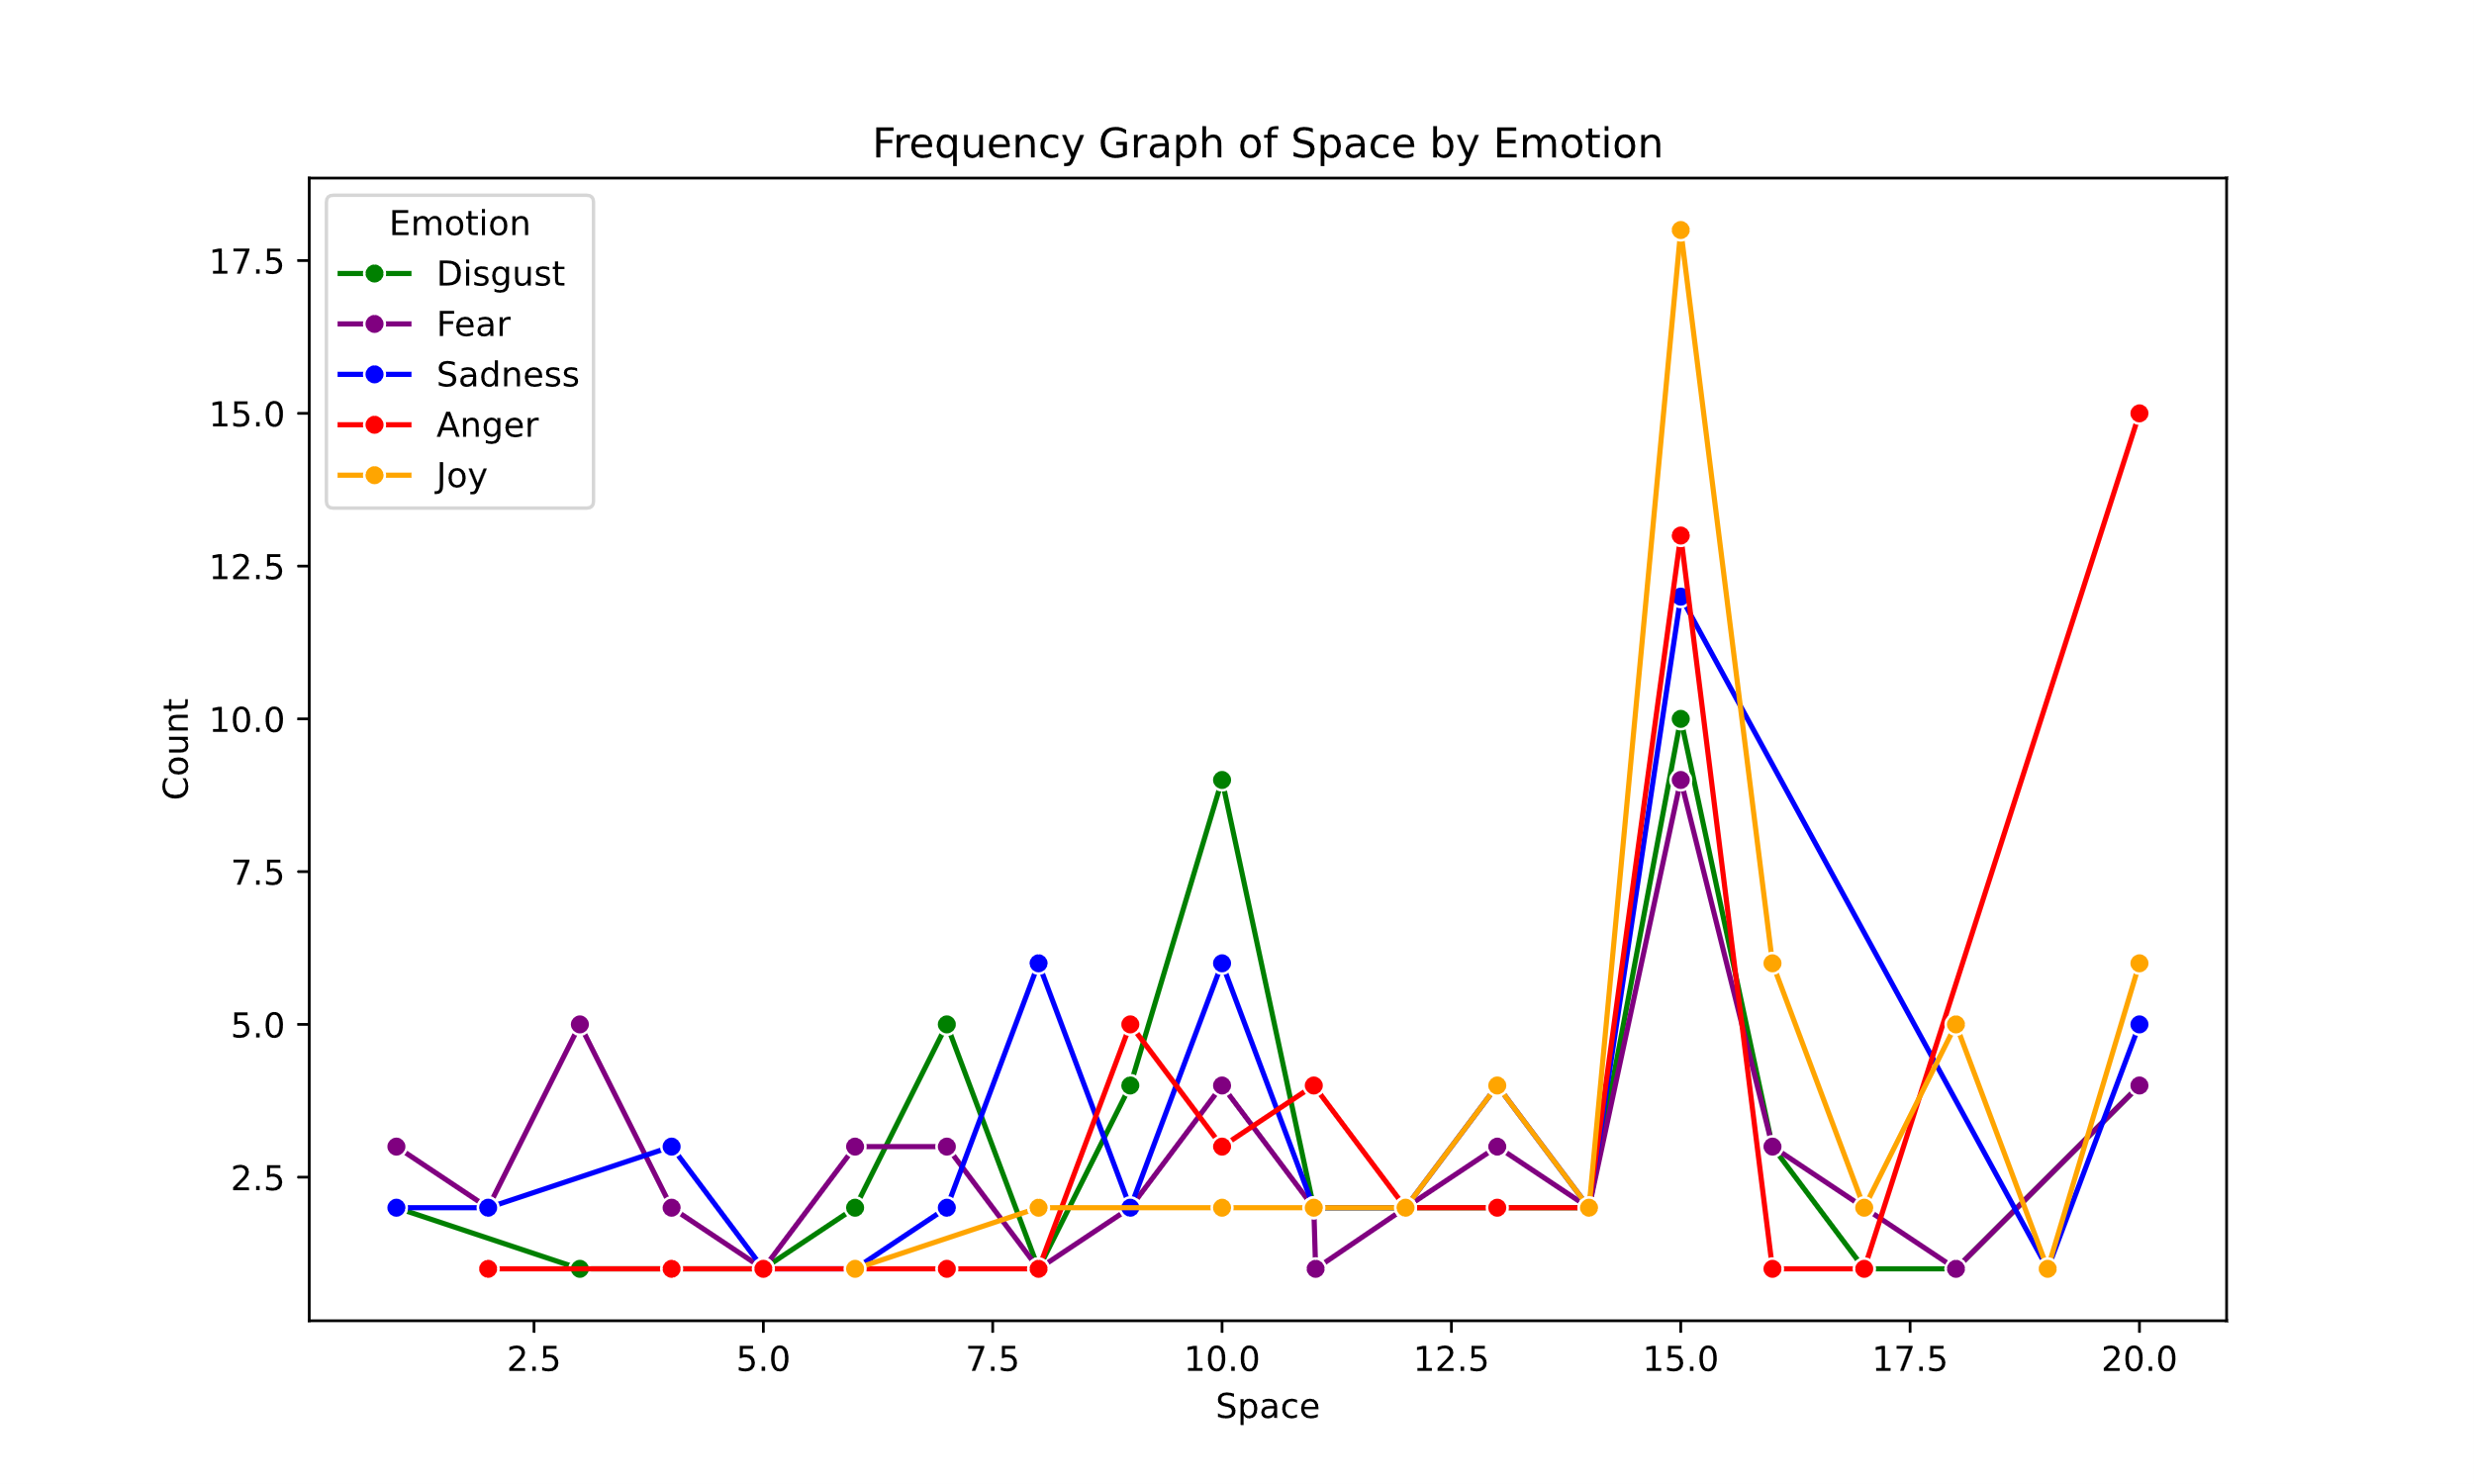 Frequency Graph of Space by Emotion
Emotion
Disgust
Fear
Sadness
Anger
Joy
17.5
15.0
12.5
10.0
7.5
5.0
2.5
Count
2.5 5.0 7.5 10.0 12.5 15.0 17.5 20.0
Space